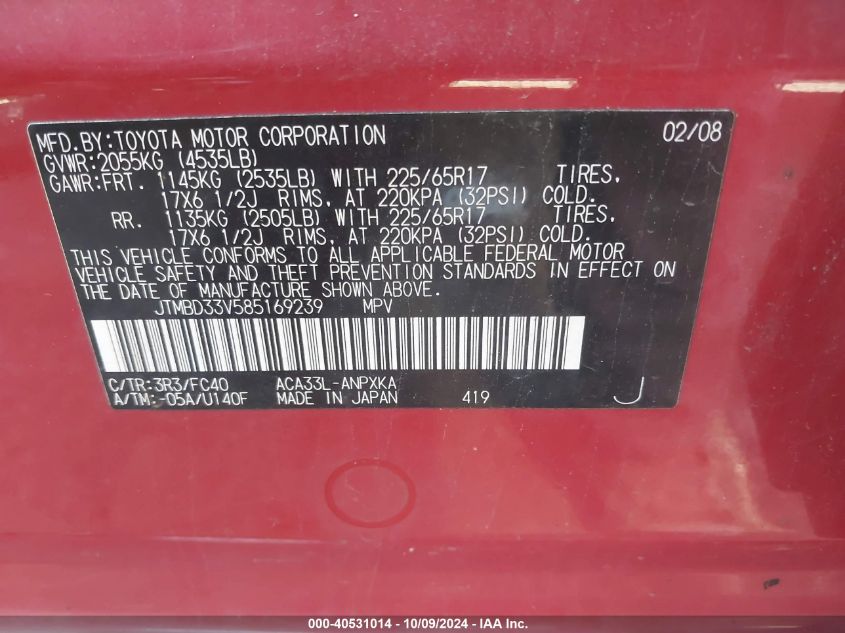 MFD.BY:TOYOTA MOTOR CORPORATION 02/08
GVWR:2055KG (4535LB)
GAWR:FRT. 1145KG (2535LB) WITH 225/65R17 TIRES,
17X6 1/2J RIMS, AT 220KPA (32PSI) COLD.
RR. 1135KG (2505LB) WITH 225/65R17 TIRES,
17X6 1/2J RIMS, AT 220KPA (32PSI) COLD.
THIS VEHICLE CONFORMS TO ALL APPLICABLE FEDERAL MOTOR
VEHICLE SAFETY AND THEFT PREVENTION STANDARDS IN EFFECT ON
THE DATE OF MANUFACTURE SHOWN ABOVE.
JTMBD33V585169239 MPV
C/TR:3R3/FC40 ACA33L-ANPXKA
A/TM:-05A/U140F MADE IN JAPAN 419 J
000-40531014 - 10/09/2024 - IAA Inc.